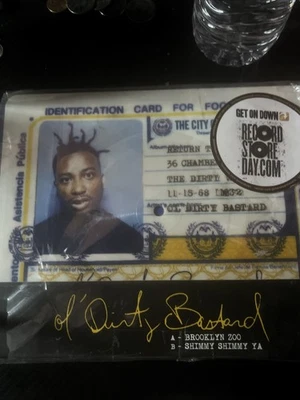 IDENTIFICATION CARD FOR FOO
THE CITY
GET ON DOWN
RECORD
STORE
DAY.COM
Asistencia Pública
RETURN T
36 CHAMBE
THE DIRTY
11-15-68
OL DIRTY BASTARD
Ol' Dirty Bastard
A - BROOKLYN ZOO
B - SHIMMY SHIMMY YA